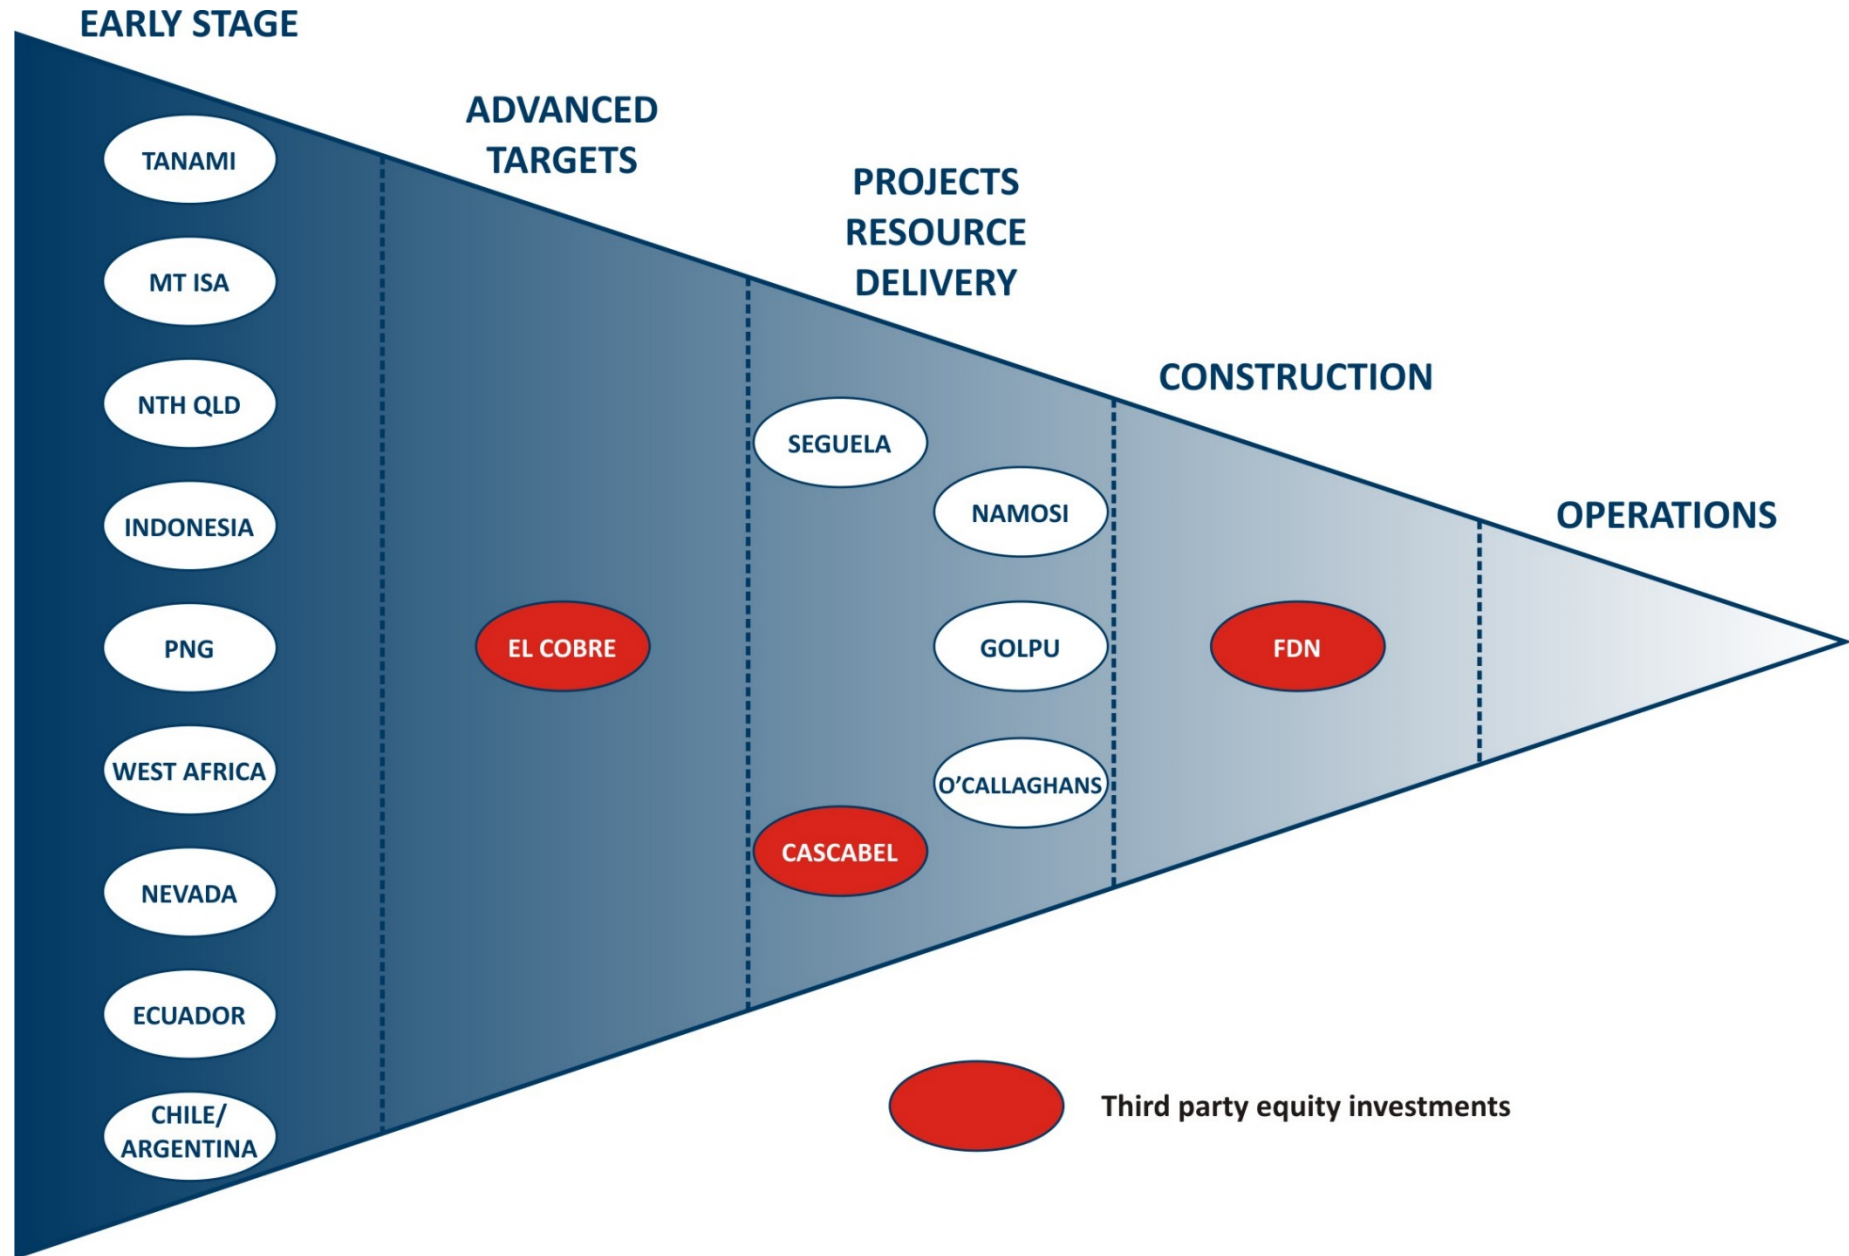 EARLY STAGE
TANAMI
MT ISA
NTH QLD
INDONESIA
PNG
WEST AFRICA
NEVADA
ECUADOR
CHILE/
ARGENTINA
ADVANCED
TARGETS
EL COBRE
PROJECTS
RESOURCE
DELIVERY
SEGUELA
NAMOSI
GOLPU
O’CALLAGHANS
CASCABEL
CONSTRUCTION
FDN
OPERATIONS
Third party equity investments